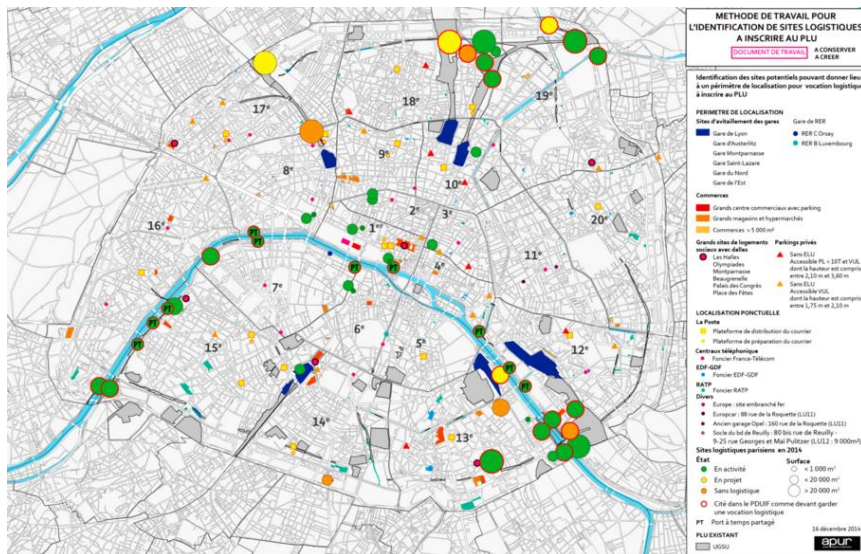 METHODE DE TRAVAIL POUR
L'IDENTIFICATION DE SITES LOGISTIQUES
A INSCRIRE AU PLU
DOCUMENT DE TRAVAIL
A CONSERVER
A CREER
Identification des sites potentiels pouvant donner lieu
à un périmètre de localisation pour vocation logistique
à inscrire au PLU
PERIMETRE DE LOCALISATION
Sites d'avitaillement des gares
Gare de Lyon
Gare d'Austerlitz
Gare Montparnasse
Gare Saint-Lazare
Gare du Nord
Gare de l'Est
Gare de RER
RER C Orsay
RER B Luxembourg
Commerces
Grands centre commerciaux avec parking
Grands magasins et hypermarchés
Commerces > 5 000 m²
Grands sites de logements
sociaux avec dalles
Les Halles
Olympiades
Montparnasse
Beaugrenelle
Palais des Congrès
Place des Fêtes
Parkings privés
Sans ELU
Accessible PL < 10T et VUL
dont la hauteur est compris
entre 2,10 m et 3,60 m
Sans ELU
Accessible VUL
dont la hauteur est compris
entre 1,75 m et 2,10 m
LOCALISATION PONCTUELLE
La Poste
Plateforme de distribution du courrier
Plateforme de préparation du courrier
Centraux téléphonique
Foncier France-Télécom
EDF-GDF
Foncier EDF-GDF
RATP
Foncier RATP
Divers
Europe : site embranché fer
Europcar : 88 rue de la Roquette (LU11)
Ancien garage Opel : 160 rue de la Roquette (LU11)
Socle du bd de Reuilly : 80 bis rue de Reuilly -
9-25 rue Georges et Maï Politzer (LU12 : 9 000m²)
Sites logistiques parisiens en 2014
État
En activité
En projet
Sans logistique
Surface
< 1 000 m²
< 20 000 m²
> 20 000 m²
Cité dans le PDUIF comme devant garder
une vocation logistique
PT Port à temps partagé
PLU EXISTANT
UGSU
16 décembre 2014
apur
17e
18e
19e
8e
9e
10e
2e
3e
1er
16e
20e
11e
4e
7e
6e
5e
15e
12e
14e
13e
PT
PT
PT
PT
PT
PT
PT
PT
PT
PT